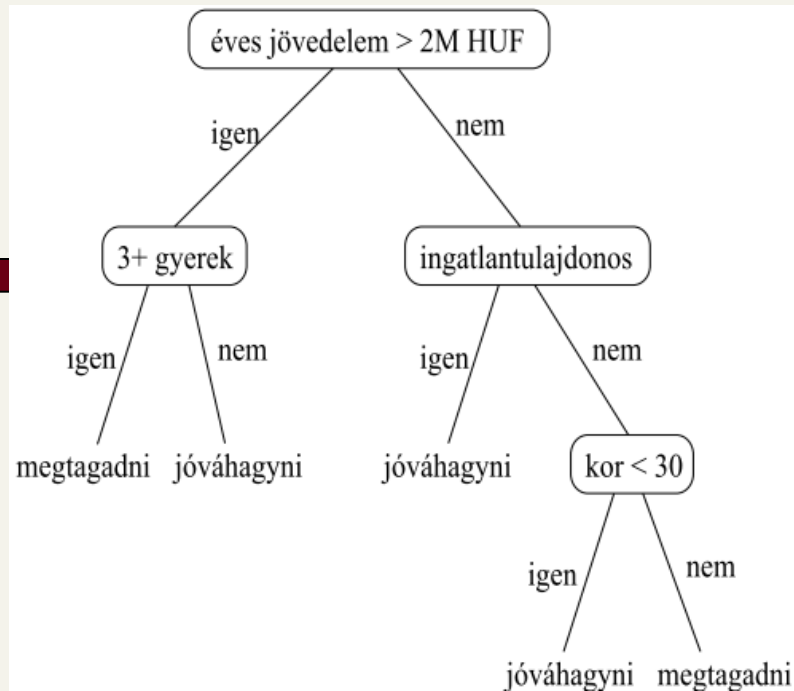 éves jövedelem > 2M HUF
igen
nem
3+ gyerek
ingatlantulajdonos
igen
nem
igen
nem
megtagadni
jóváhagyni
jóváhagyni
kor < 30
igen
nem
jóváhagyni
megtagadni